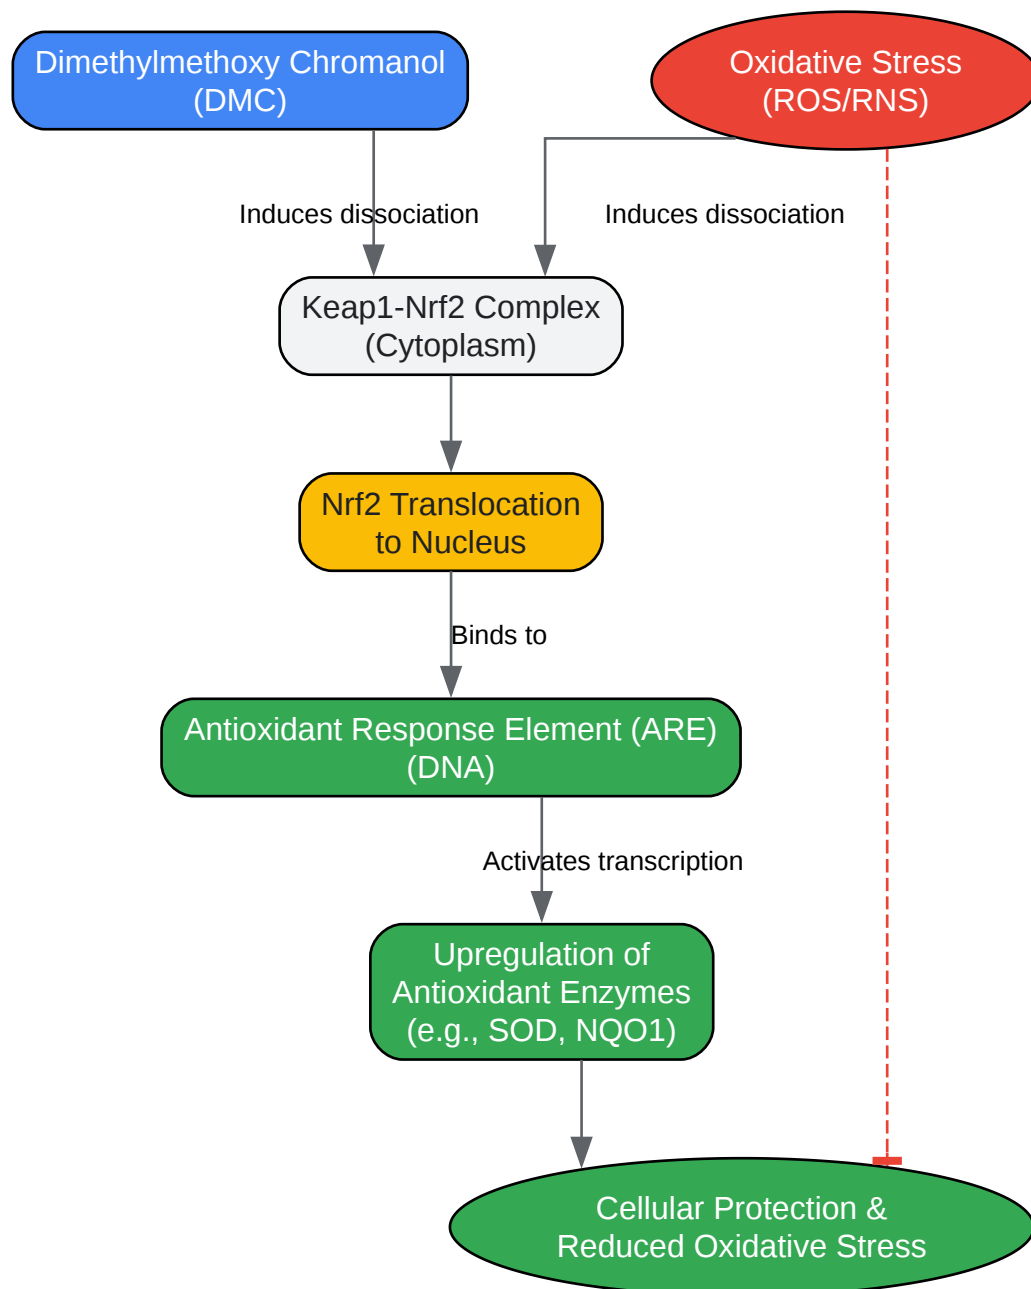 Dimethylmethoxy Chromanol
(DMC)
Oxidative Stress
(ROS/RNS)
Induces dissociation
Induces dissociation
Keap1-Nrf2 Complex
(Cytoplasm)
Nrf2 Translocation
to Nucleus
Binds to
Antioxidant Response Element (ARE)
(DNA)
Activates transcription
Upregulation of
Antioxidant Enzymes
(e.g., SOD, NQO1)
Cellular Protection &
Reduced Oxidative Stress